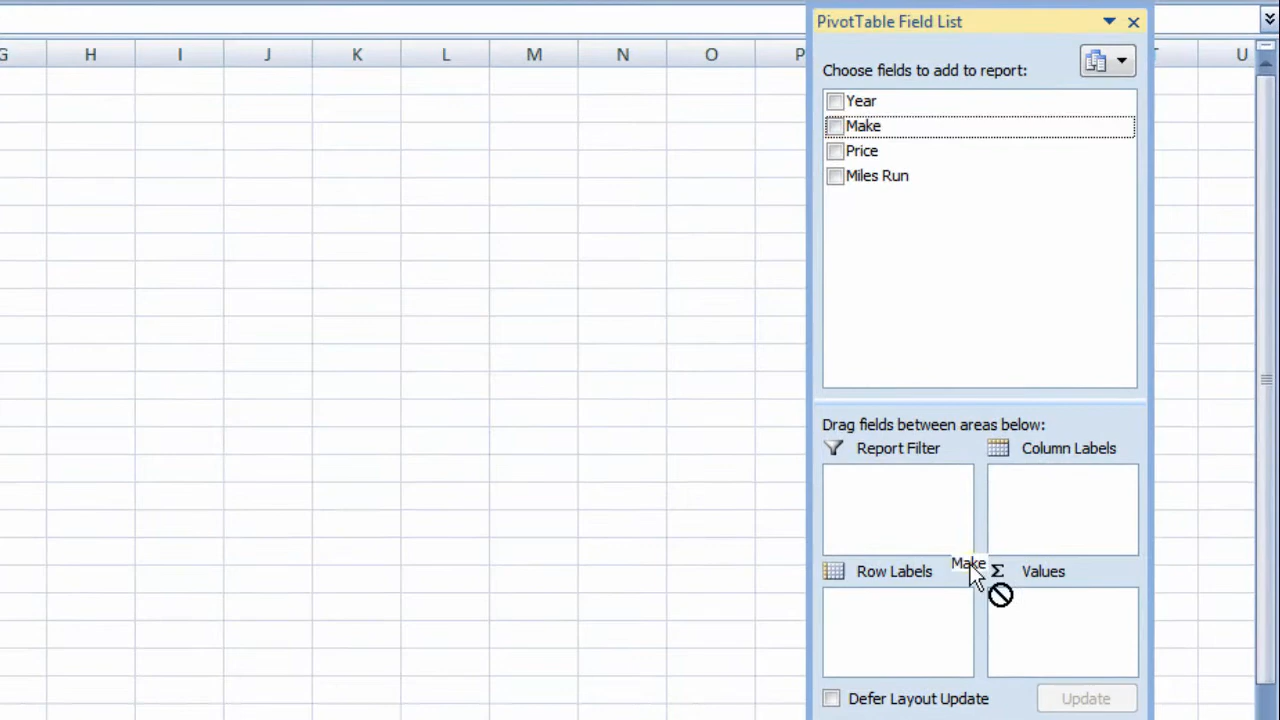 PivotTable Field List
G H I J K L M N O P T U
Choose fields to add to report:
Year
Make
Price
Miles Run
Drag fields between areas below:
Report Filter Column Labels
Make
Row Labels Σ Values
Defer Layout Update Update